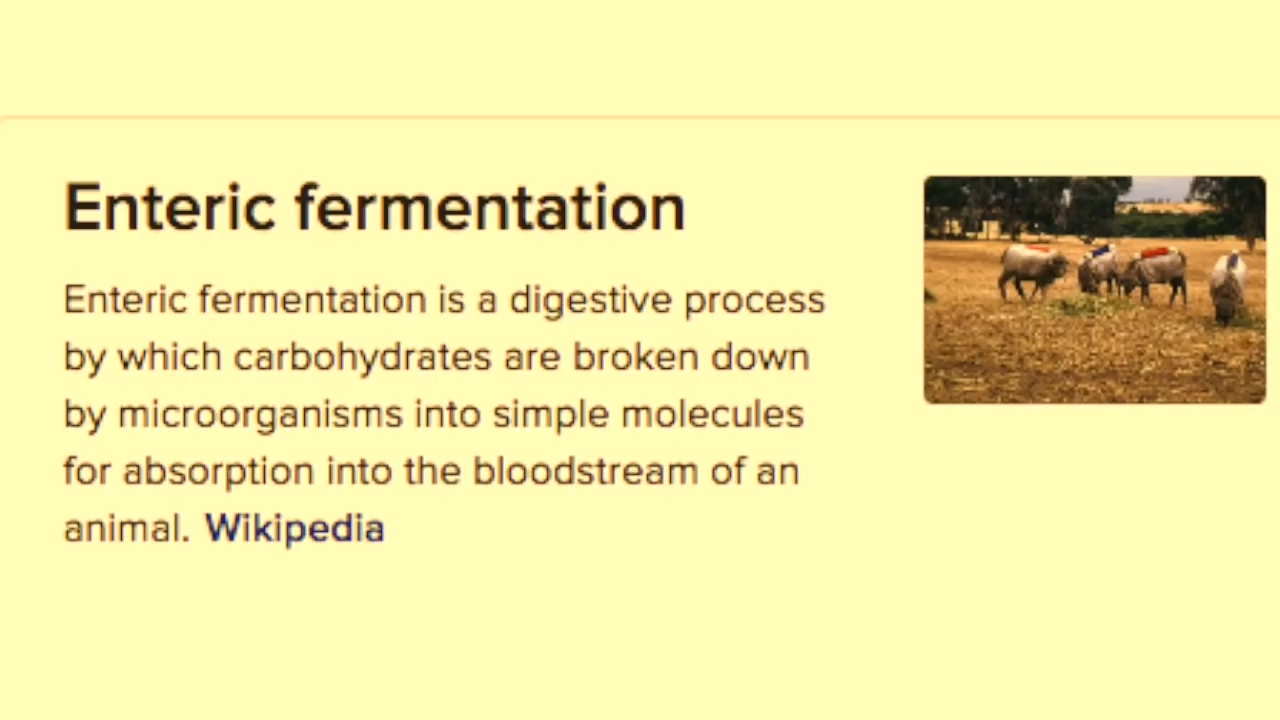 Enteric fermentation
Enteric fermentation is a digestive process
by which carbohydrates are broken down
by microorganisms into simple molecules
for absorption into the bloodstream of an
animal. Wikipedia